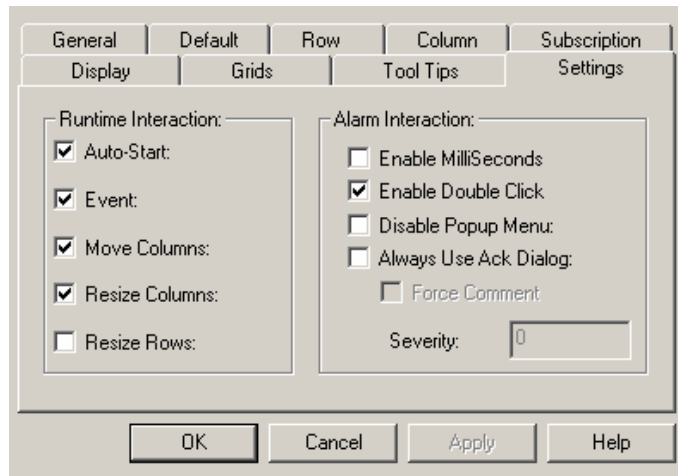 General Default Row Column Subscription
Display Grids Tool Tips Settings
Runtime Interaction:
Auto-Start:
Event:
Move Columns:
Resize Columns:
Resize Rows:
Alarm Interaction:
Enable MilliSeconds
Enable Double Click
Disable Popup Menu:
Always Use Ack Dialog:
Force Comment
Severity: 0
OK Cancel Apply Help